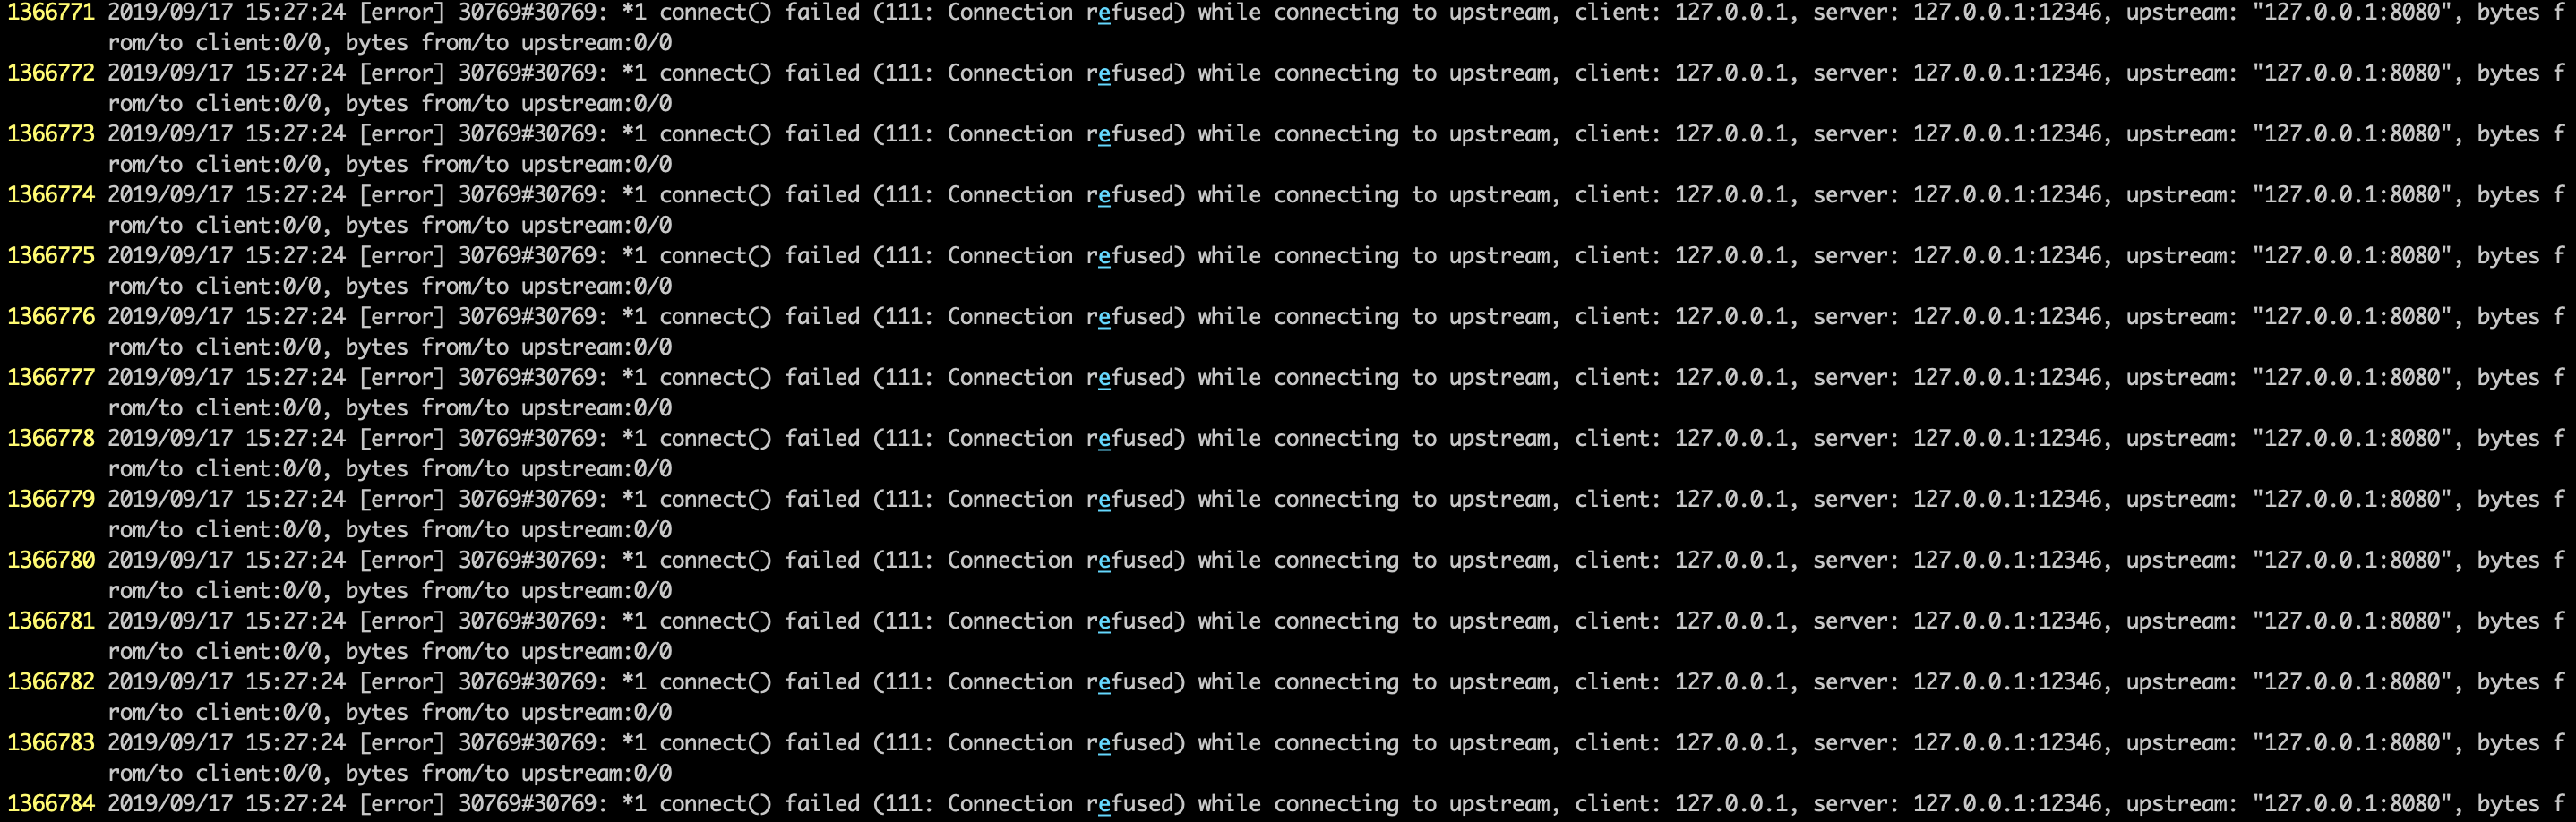 1366771 2019/09/17 15:27:24 [error] 30769#30769: *1 connect() failed (111: Connection refused) while connecting to upstream, client: 127.0.0.1, server: 127.0.0.1:12346, upstream: "127.0.0.1:8080", bytes f
rom/to client:0/0, bytes from/to upstream:0/0
1366772 2019/09/17 15:27:24 [error] 30769#30769: *1 connect() failed (111: Connection refused) while connecting to upstream, client: 127.0.0.1, server: 127.0.0.1:12346, upstream: "127.0.0.1:8080", bytes f
rom/to client:0/0, bytes from/to upstream:0/0
1366773 2019/09/17 15:27:24 [error] 30769#30769: *1 connect() failed (111: Connection refused) while connecting to upstream, client: 127.0.0.1, server: 127.0.0.1:12346, upstream: "127.0.0.1:8080", bytes f
rom/to client:0/0, bytes from/to upstream:0/0
1366774 2019/09/17 15:27:24 [error] 30769#30769: *1 connect() failed (111: Connection refused) while connecting to upstream, client: 127.0.0.1, server: 127.0.0.1:12346, upstream: "127.0.0.1:8080", bytes f
rom/to client:0/0, bytes from/to upstream:0/0
1366775 2019/09/17 15:27:24 [error] 30769#30769: *1 connect() failed (111: Connection refused) while connecting to upstream, client: 127.0.0.1, server: 127.0.0.1:12346, upstream: "127.0.0.1:8080", bytes f
rom/to client:0/0, bytes from/to upstream:0/0
1366776 2019/09/17 15:27:24 [error] 30769#30769: *1 connect() failed (111: Connection refused) while connecting to upstream, client: 127.0.0.1, server: 127.0.0.1:12346, upstream: "127.0.0.1:8080", bytes f
rom/to client:0/0, bytes from/to upstream:0/0
1366777 2019/09/17 15:27:24 [error] 30769#30769: *1 connect() failed (111: Connection refused) while connecting to upstream, client: 127.0.0.1, server: 127.0.0.1:12346, upstream: "127.0.0.1:8080", bytes f
rom/to client:0/0, bytes from/to upstream:0/0
1366778 2019/09/17 15:27:24 [error] 30769#30769: *1 connect() failed (111: Connection refused) while connecting to upstream, client: 127.0.0.1, server: 127.0.0.1:12346, upstream: "127.0.0.1:8080", bytes f
rom/to client:0/0, bytes from/to upstream:0/0
1366779 2019/09/17 15:27:24 [error] 30769#30769: *1 connect() failed (111: Connection refused) while connecting to upstream, client: 127.0.0.1, server: 127.0.0.1:12346, upstream: "127.0.0.1:8080", bytes f
rom/to client:0/0, bytes from/to upstream:0/0
1366780 2019/09/17 15:27:24 [error] 30769#30769: *1 connect() failed (111: Connection refused) while connecting to upstream, client: 127.0.0.1, server: 127.0.0.1:12346, upstream: "127.0.0.1:8080", bytes f
rom/to client:0/0, bytes from/to upstream:0/0
1366781 2019/09/17 15:27:24 [error] 30769#30769: *1 connect() failed (111: Connection refused) while connecting to upstream, client: 127.0.0.1, server: 127.0.0.1:12346, upstream: "127.0.0.1:8080", bytes f
rom/to client:0/0, bytes from/to upstream:0/0
1366782 2019/09/17 15:27:24 [error] 30769#30769: *1 connect() failed (111: Connection refused) while connecting to upstream, client: 127.0.0.1, server: 127.0.0.1:12346, upstream: "127.0.0.1:8080", bytes f
rom/to client:0/0, bytes from/to upstream:0/0
1366783 2019/09/17 15:27:24 [error] 30769#30769: *1 connect() failed (111: Connection refused) while connecting to upstream, client: 127.0.0.1, server: 127.0.0.1:12346, upstream: "127.0.0.1:8080", bytes f
rom/to client:0/0, bytes from/to upstream:0/0
1366784 2019/09/17 15:27:24 [error] 30769#30769: *1 connect() failed (111: Connection refused) while connecting to upstream, client: 127.0.0.1, server: 127.0.0.1:12346, upstream: "127.0.0.1:8080", bytes f